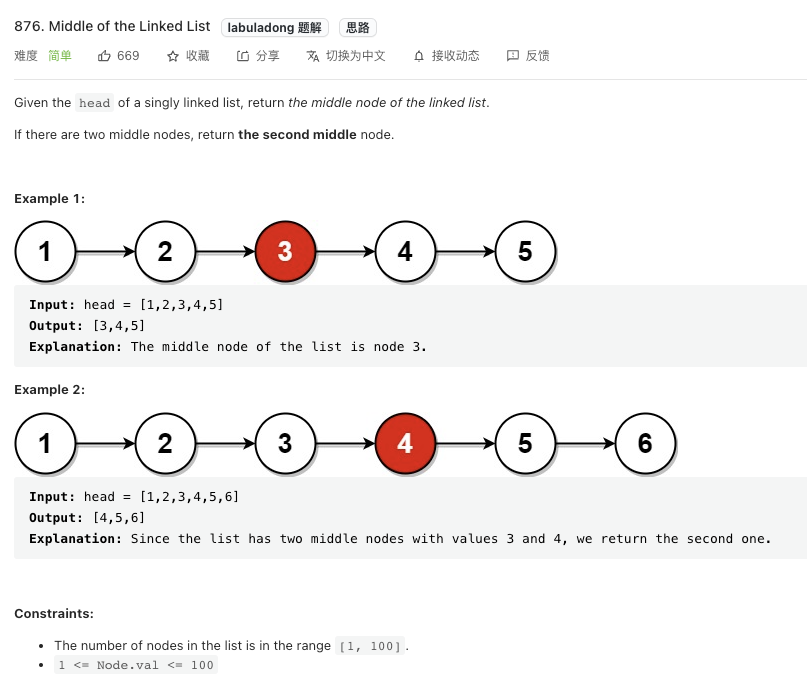 876. Middle of the Linked List labuladong 题解 思路
难度 简单 669 收藏 分享 切换为中文 接收动态 反馈
Given the head of a singly linked list, return the middle node of the linked list.
If there are two middle nodes, return the second middle node.
Example 1:
1 2 3 4 5
Input: head = [1,2,3,4,5]
Output: [3,4,5]
Explanation: The middle node of the list is node 3.
Example 2:
1 2 3 4 5 6
Input: head = [1,2,3,4,5,6]
Output: [4,5,6]
Explanation: Since the list has two middle nodes with values 3 and 4, we return the second one.
Constraints:
• The number of nodes in the list is in the range [1, 100].
• 1 <= Node.val <= 100